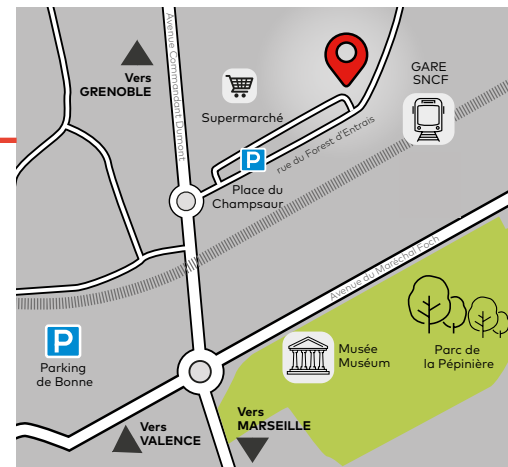 Avenue Commandant Dumont
Vers
GRENOBLE
GARE
SNCF
Supermarché
rue du Forest d'Entrais
P
Place du
Champsaur
Avenue du Maréchal Foch
P
Parking
de Bonne
Musée
Muséum
Parc de
la Pépinière
Vers
VALENCE
Vers
MARSEILLE